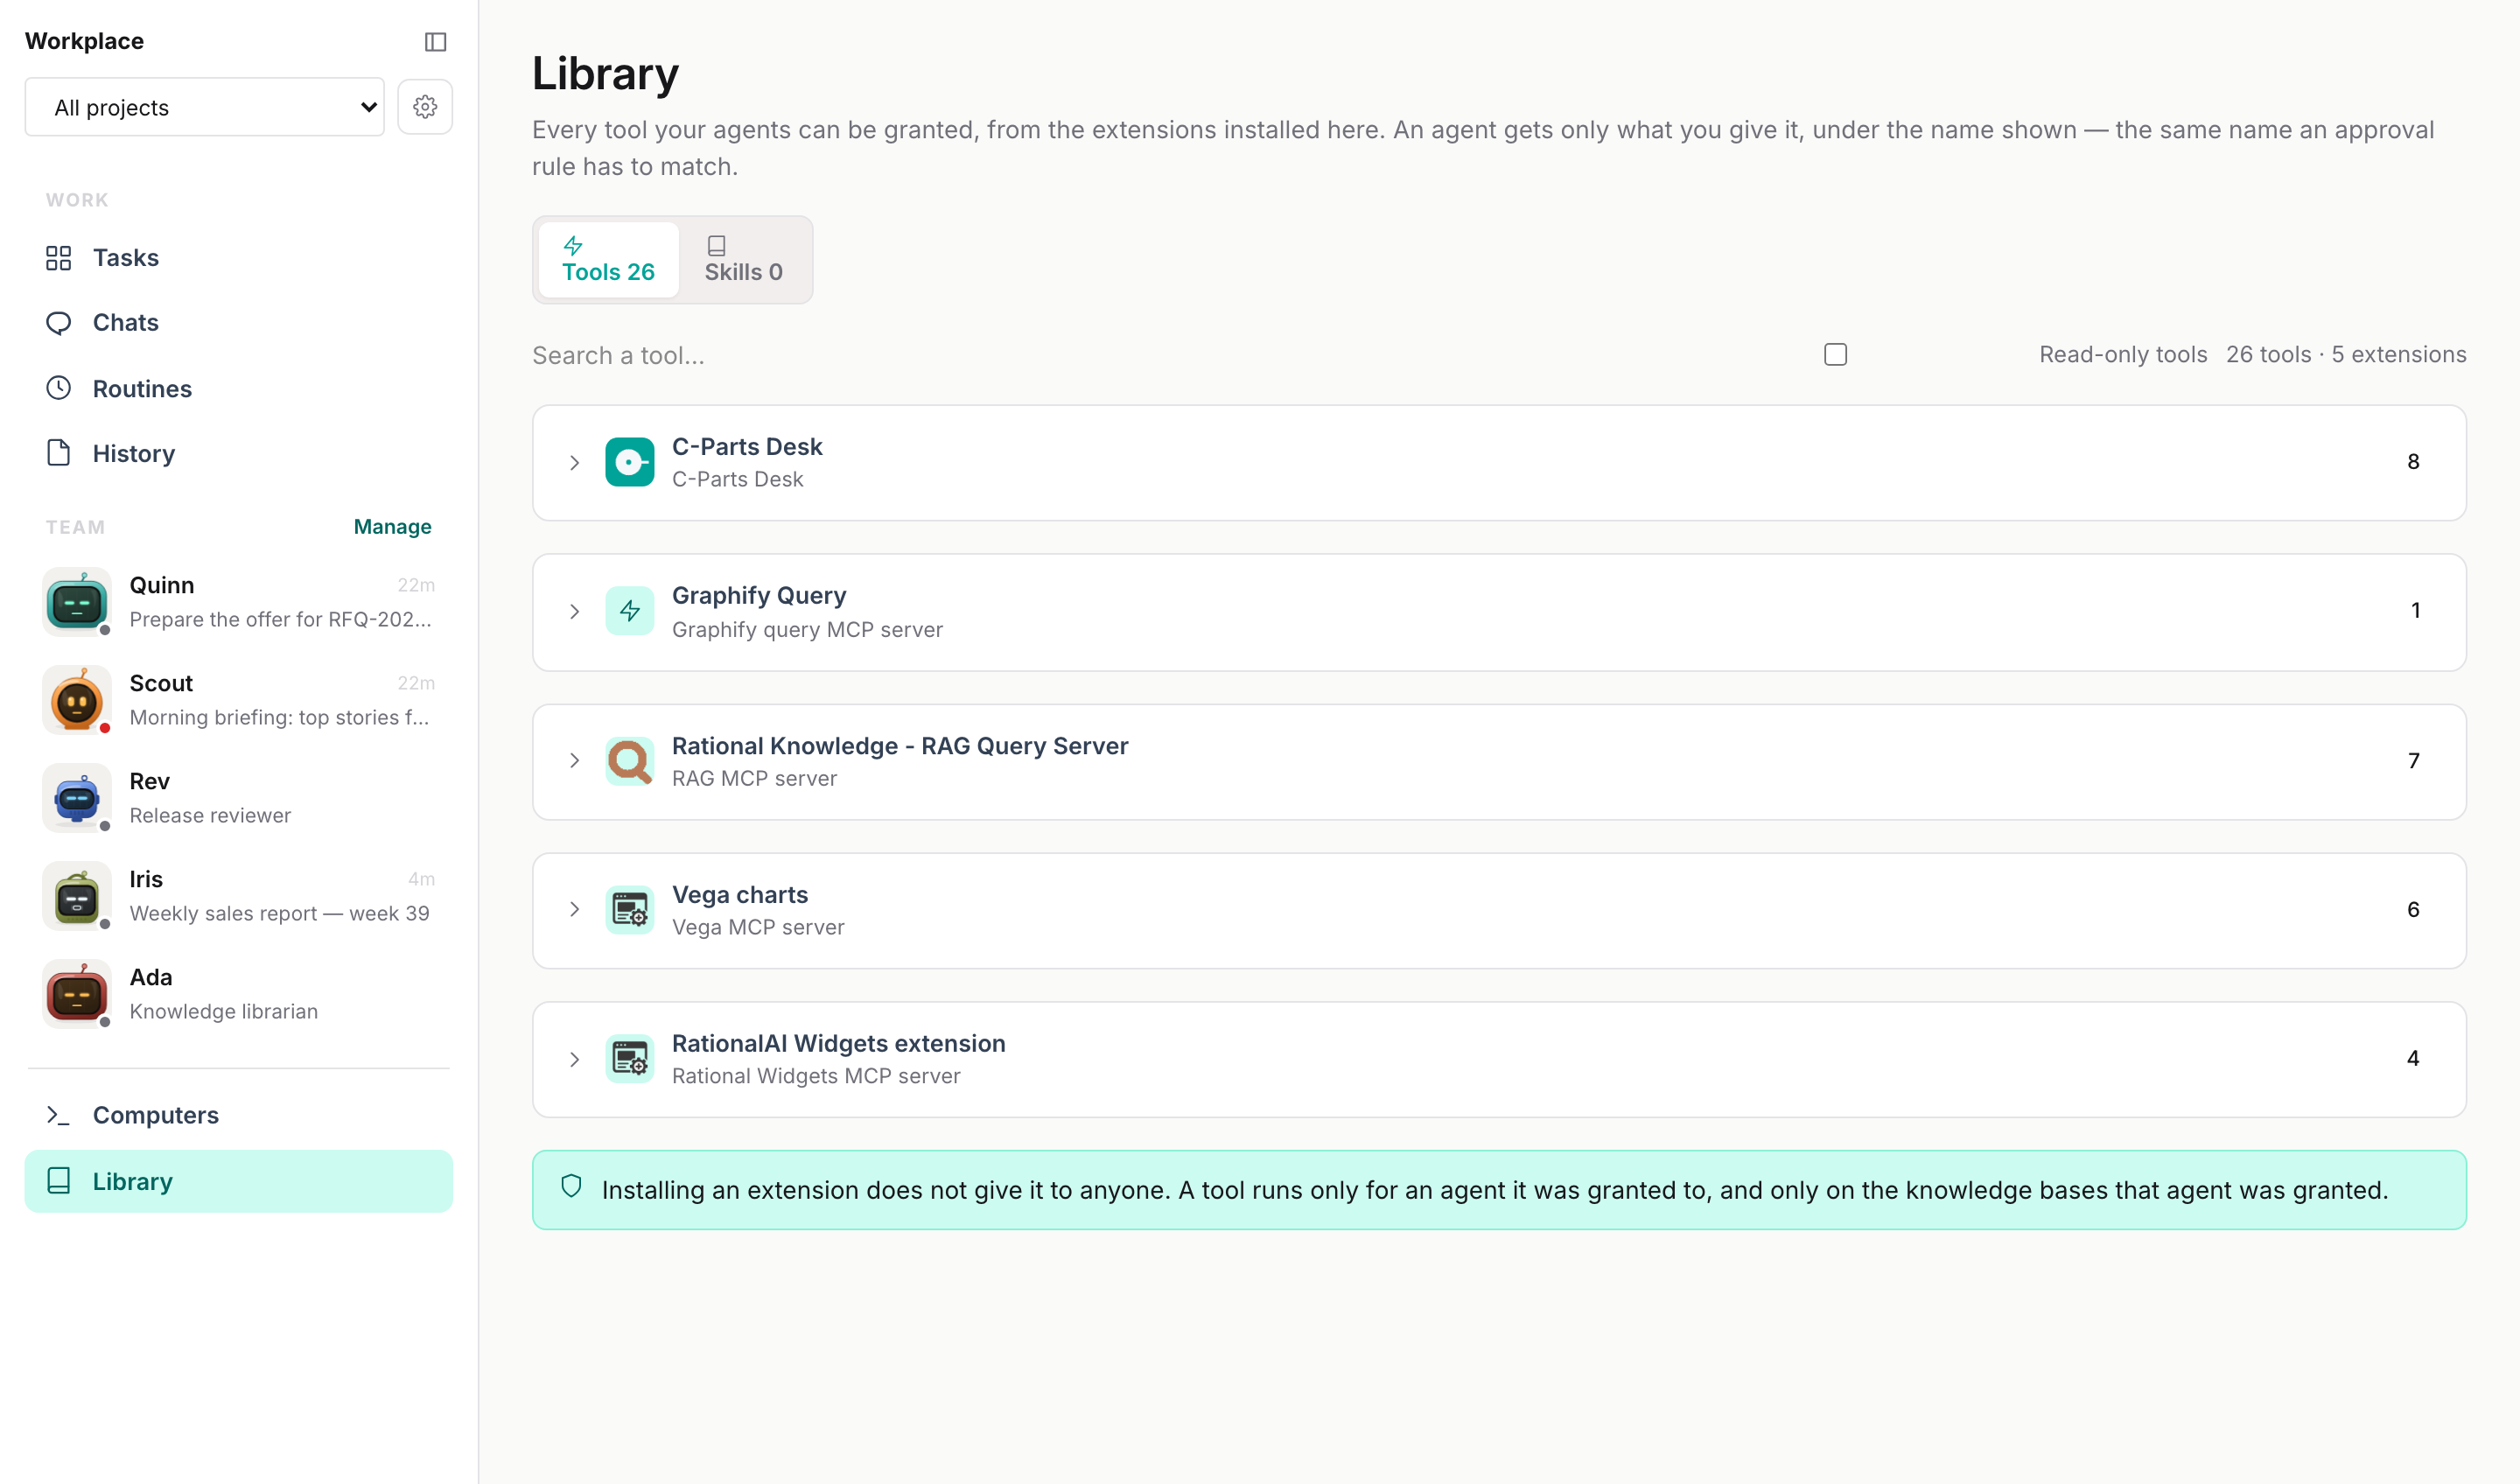 Workplace
All projects
WORK
Tasks
Chats
Routines
History
TEAM Manage
Quinn 22m
Prepare the offer for RFQ-202...
Scout 22m
Morning briefing: top stories f...
Rev
Release reviewer
Iris 4m
Weekly sales report — week 39
Ada
Knowledge librarian
Computers
Library
Library
Every tool your agents can be granted, from the extensions installed here. An agent gets only what you give it, under the name shown — the same name an approval
rule has to match.
Tools 26
Skills 0
Search a tool...
Read-only tools 26 tools · 5 extensions
C-Parts Desk
C-Parts Desk
8
Graphify Query
Graphify query MCP server
1
Rational Knowledge - RAG Query Server
RAG MCP server
7
Vega charts
Vega MCP server
6
RationalAI Widgets extension
Rational Widgets MCP server
4
Installing an extension does not give it to anyone. A tool runs only for an agent it was granted to, and only on the knowledge bases that agent was granted.